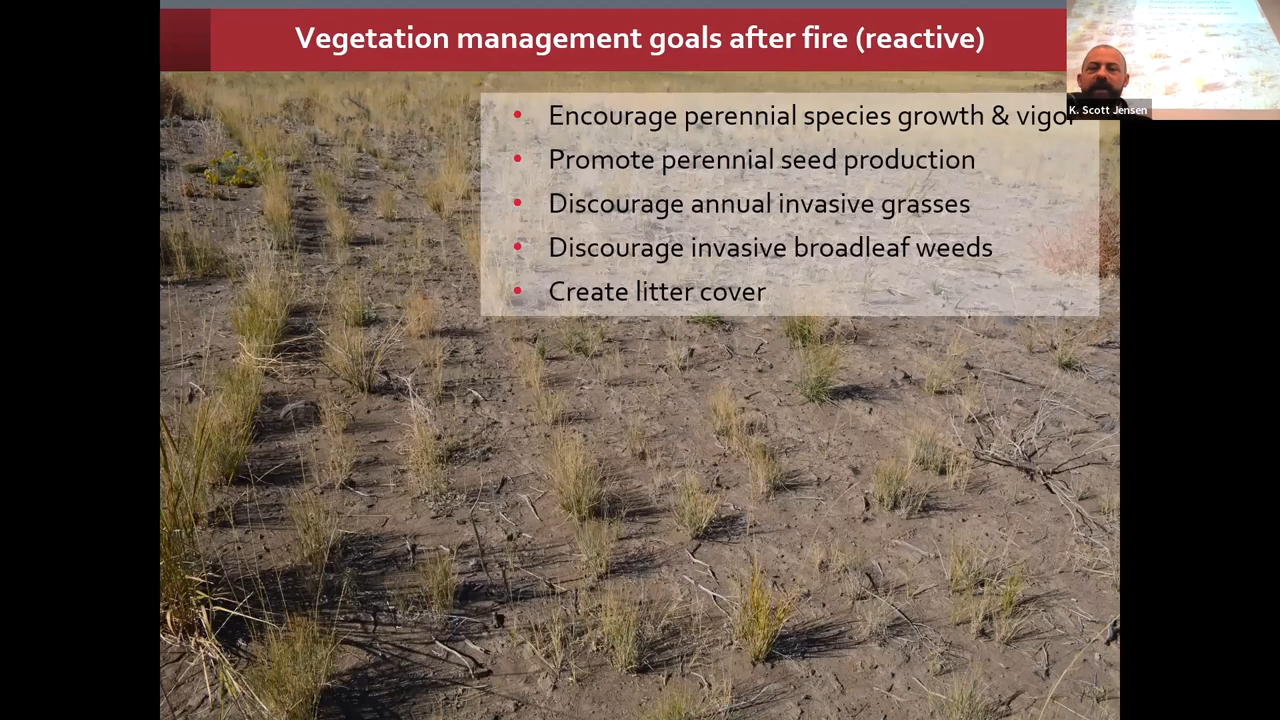 Vegetation management goals after fire (reactive)
• Encourage perennial species growth & vigor
K. Scott Jensen
• Promote perennial seed production
• Discourage annual invasive grasses
• Discourage invasive broadleaf weeds
• Create litter cover